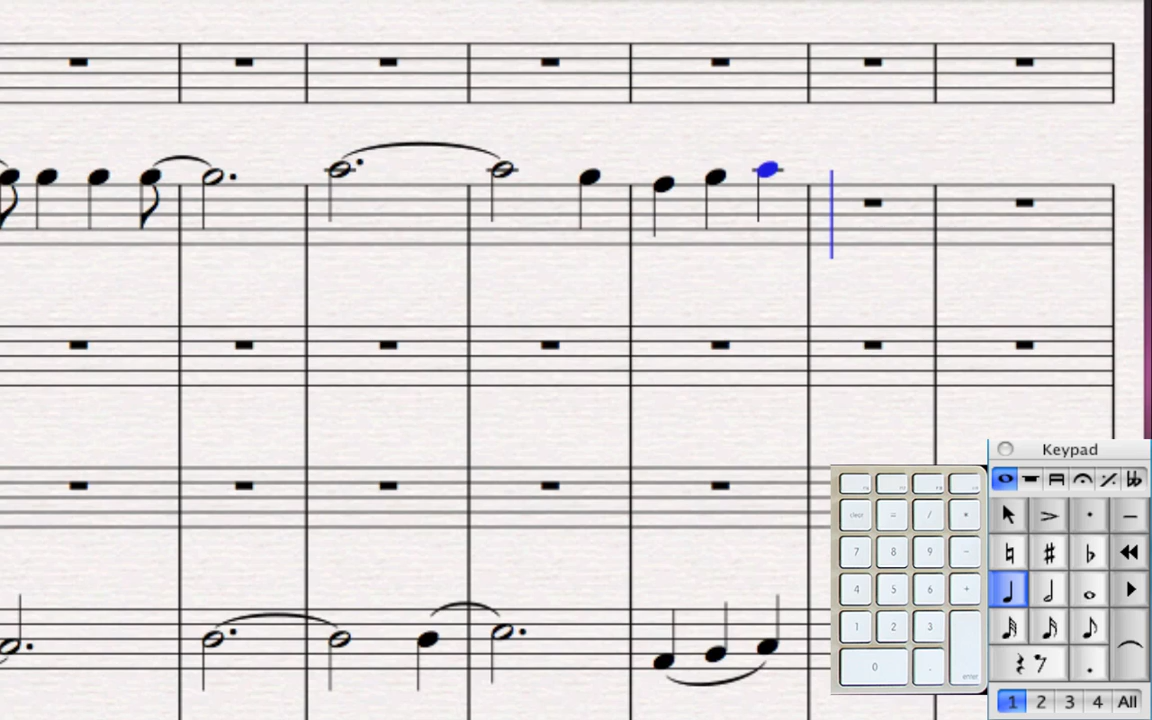 Keypad
clear = / *
7 8 9 -
4 5 6 +
1 2 3
0 . enter
1 2 3 4 All